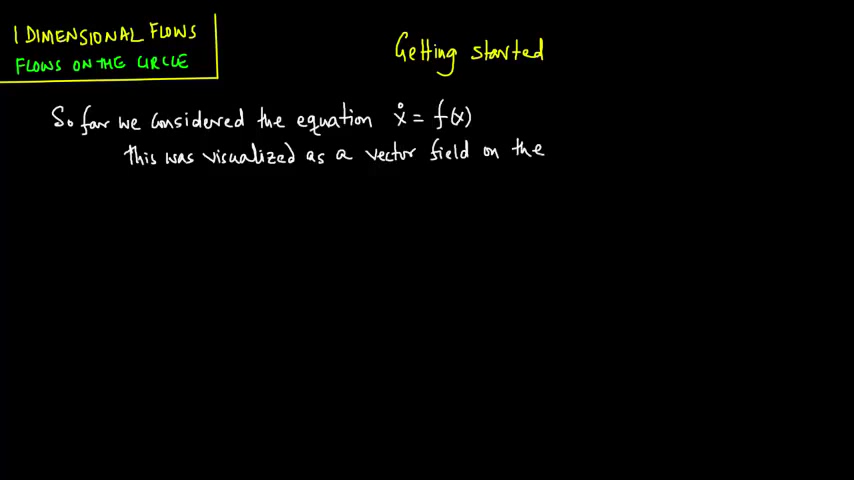 1 DIMENSIONAL FLOWS
FLOWS ON THE CIRCLE
Getting started
So far we considered the equation ẋ = f(x)
this was visualized as a vector field on the